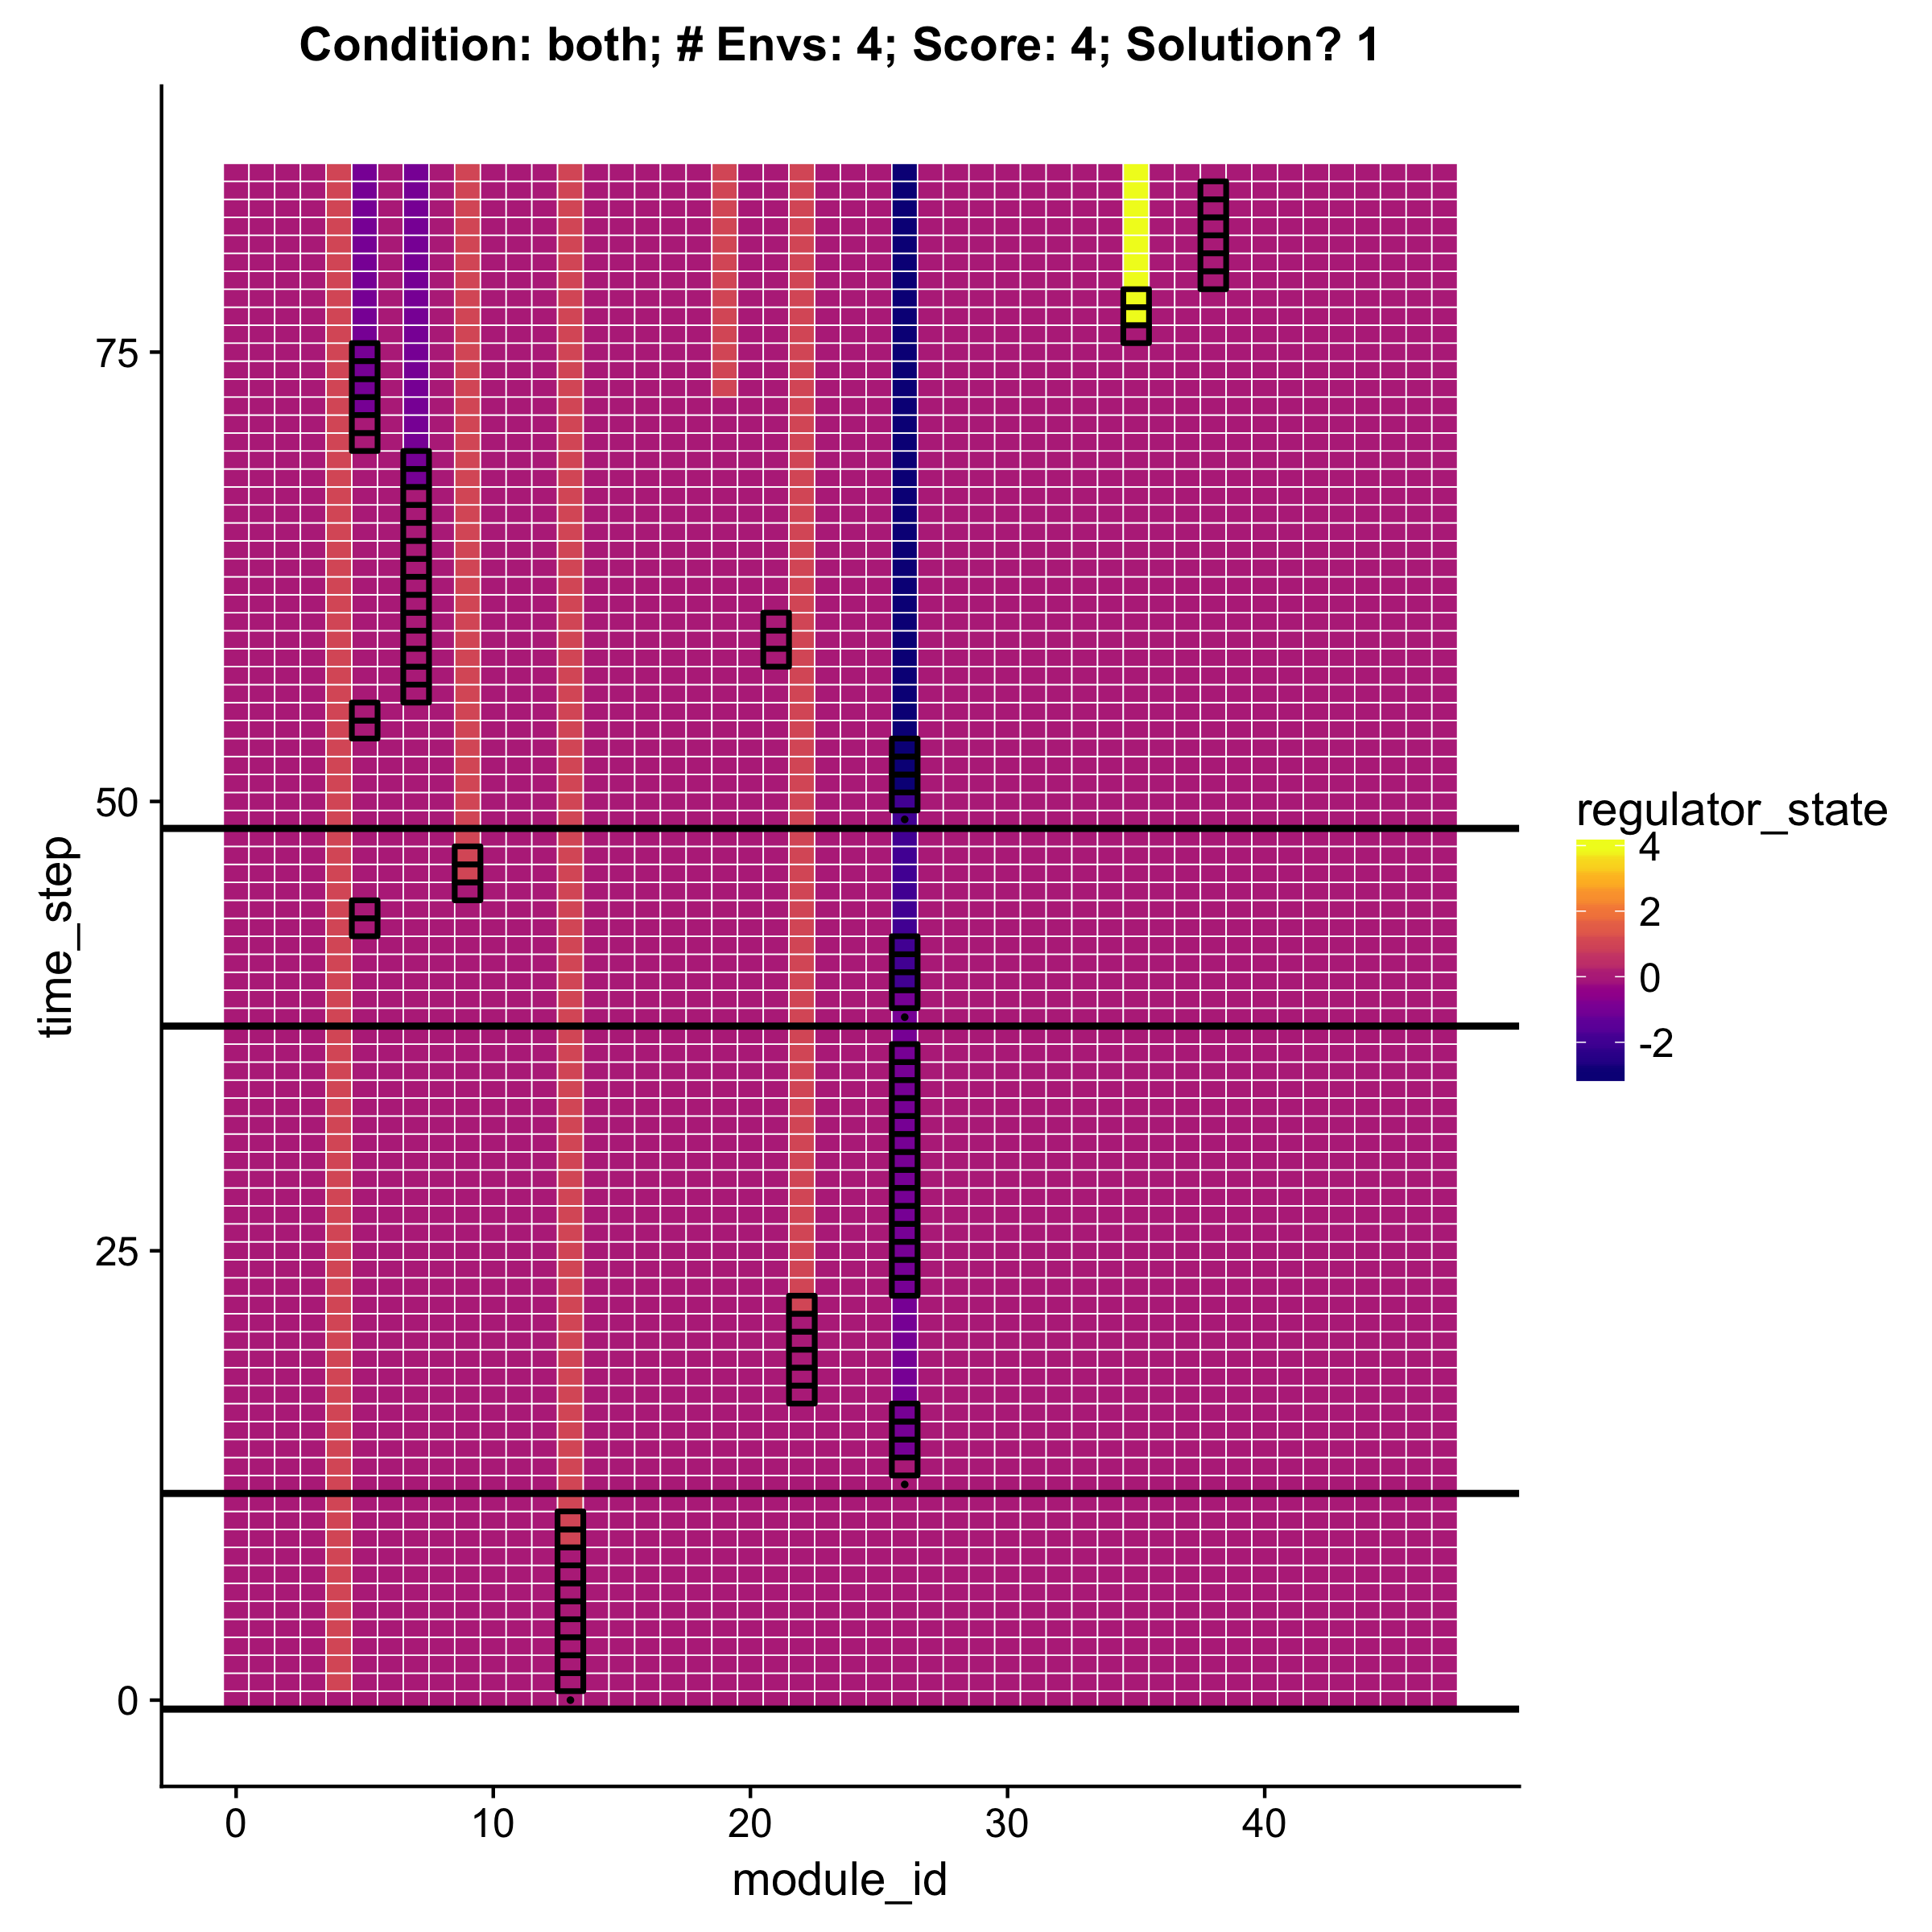 Condition: both; # Envs: 4; Score: 4; Solution? 1
time_step
75
50
25
0
0 10 20 30 40
module_id
regulator_state
4
2
0
-2